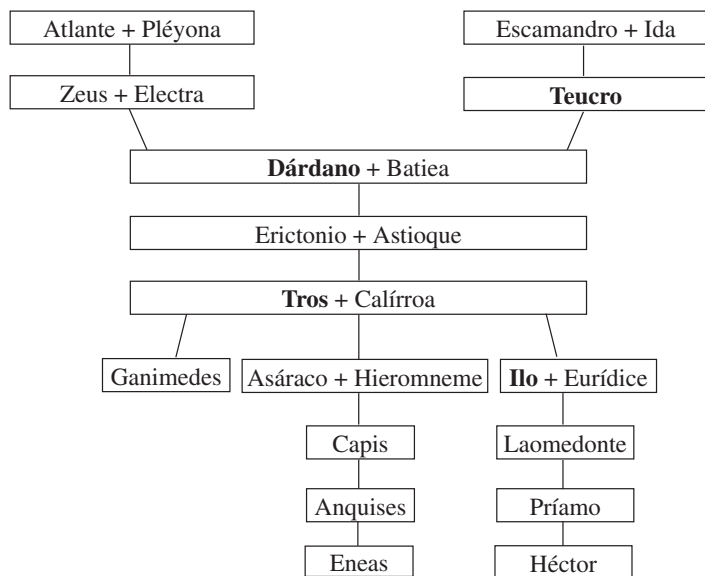 Atlante + Pléyona
Escamandro + Ida
Zeus + Electra
Teucro
Dárdano + Batiea
Erictonio + Astioque
Tros + Calírroa
Ganimedes
Asáraco + Hieromneme
Ilo + Eurídice
Capis
Laomedonte
Anquises
Príamo
Eneas
Héctor